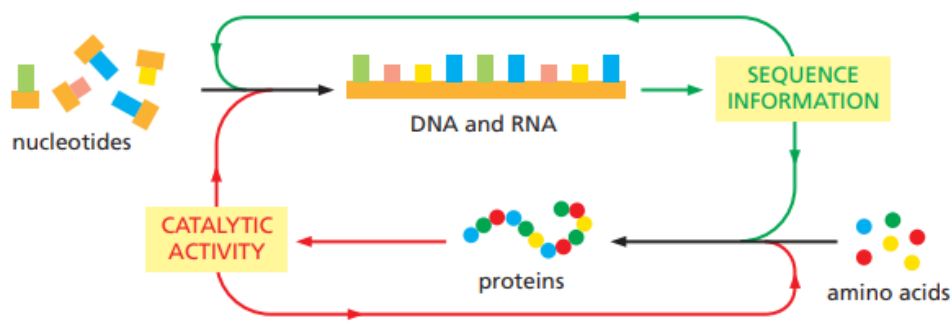 nucleotides
DNA and RNA
SEQUENCE
INFORMATION
CATALYTIC
ACTIVITY
proteins
amino acids